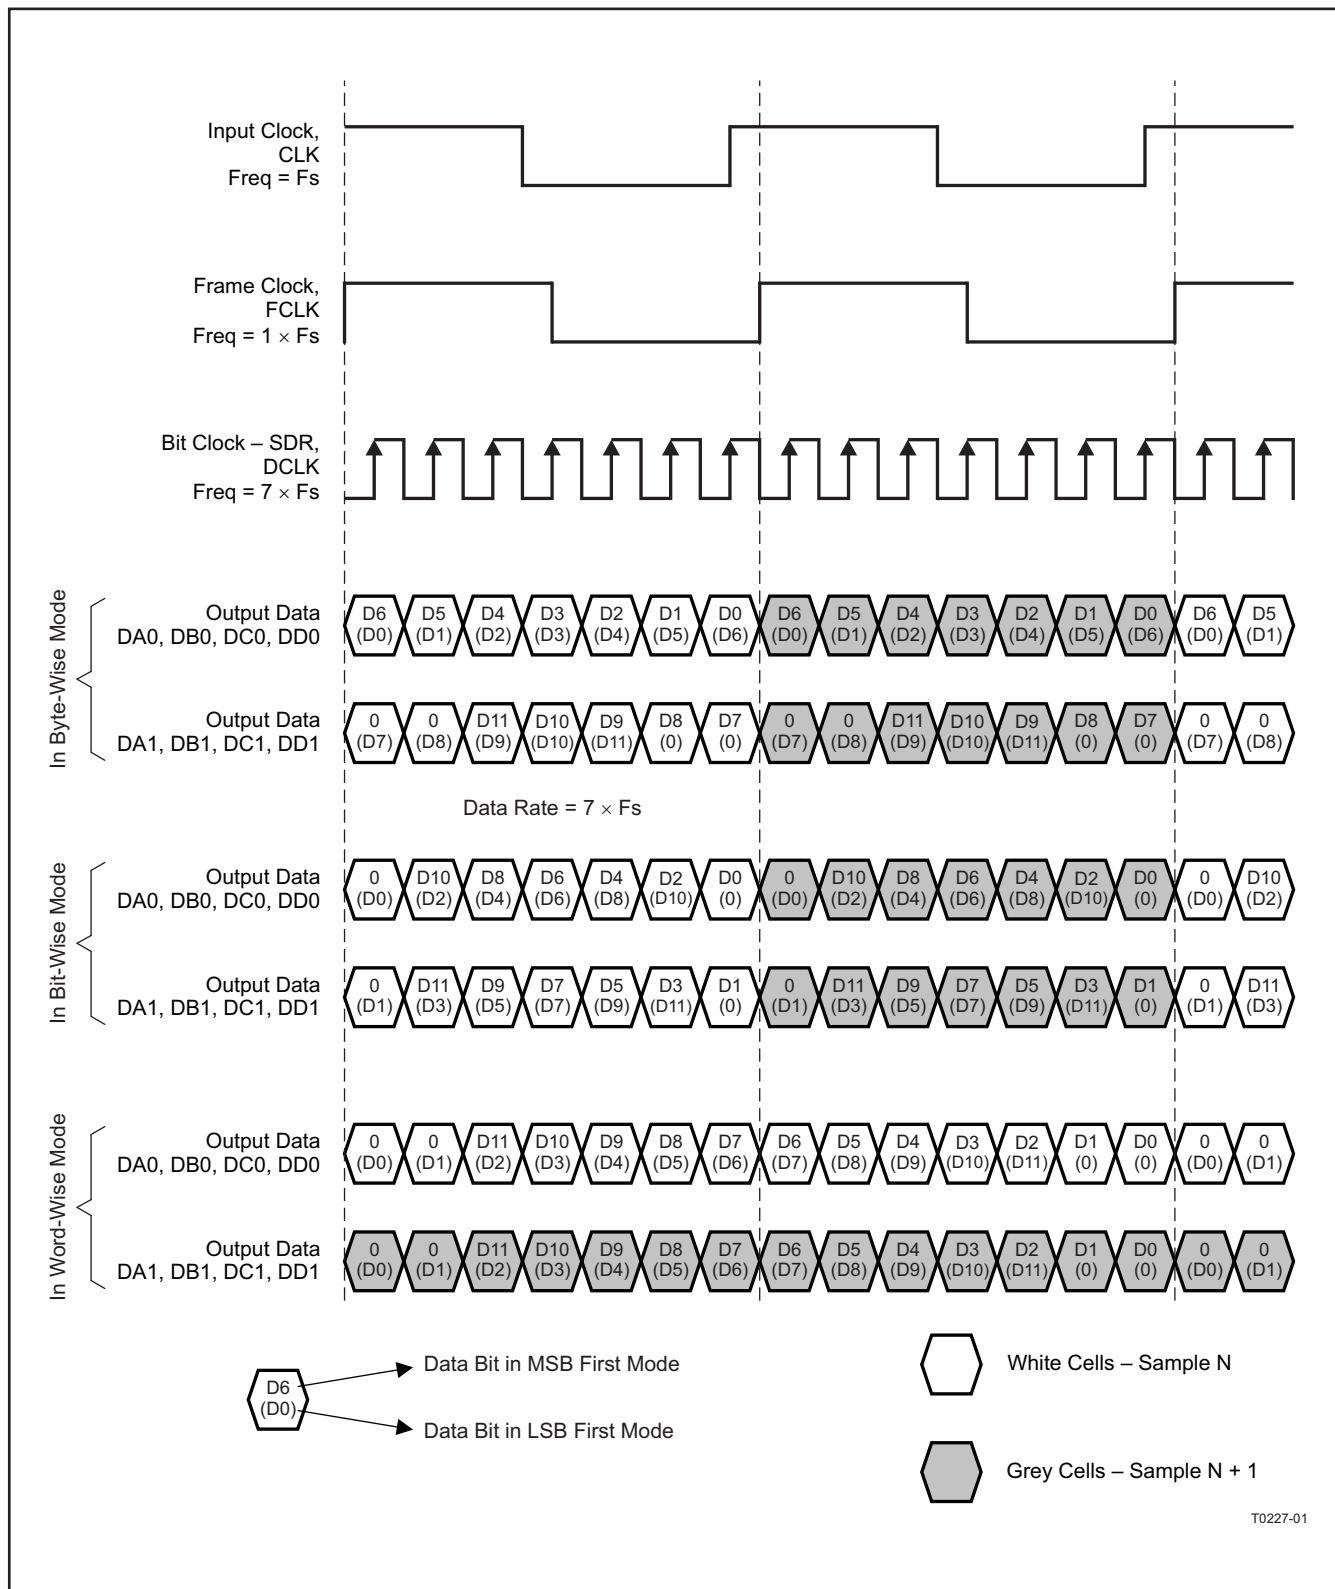 Input Clock,
CLK
Freq = Fs
Frame Clock,
FCLK
Freq = 1 × Fs
Bit Clock – SDR,
DCLK
Freq = 7 × Fs
In Byte-Wise Mode
Output Data
DA0, DB0, DC0, DD0
D6 D5 D4 D3 D2 D1 D0 D6 D5 D4 D3 D2 D1 D0 D6 D5
(D0) (D1) (D2) (D3) (D4) (D5) (D6) (D0) (D1) (D2) (D3) (D4) (D5) (D6) (D0) (D1)
Output Data
DA1, DB1, DC1, DD1
0 0 D11 D10 D9 D8 D7 0 0 D11 D10 D9 D8 D7 0 0
(D7) (D8) (D9) (D10) (D11) (0) (0) (D7) (D8) (D9) (D10) (D11) (0) (0) (D7) (D8)
Data Rate = 7 × Fs
In Bit-Wise Mode
Output Data
DA0, DB0, DC0, DD0
0 D10 D8 D6 D4 D2 D0 0 D10 D8 D6 D4 D2 D0 0 D10
(D0) (D2) (D4) (D6) (D8) (D10) (0) (D0) (D2) (D4) (D6) (D8) (D10) (0) (D0) (D2)
Output Data
DA1, DB1, DC1, DD1
0 D11 D9 D7 D5 D3 D1 0 D11 D9 D7 D5 D3 D1 0 D11
(D1) (D3) (D5) (D7) (D9) (D11) (0) (D1) (D3) (D5) (D7) (D9) (D11) (0) (D1) (D3)
In Word-Wise Mode
Output Data
DA0, DB0, DC0, DD0
0 0 D11 D10 D9 D8 D7 D6 D5 D4 D3 D2 D1 D0 0 0
(D0) (D1) (D2) (D3) (D4) (D5) (D6) (D7) (D8) (D9) (D10) (D11) (0) (0) (D0) (D1)
Output Data
DA1, DB1, DC1, DD1
0 0 D11 D10 D9 D8 D7 D6 D5 D4 D3 D2 D1 D0 0 0
(D0) (D1) (D2) (D3) (D4) (D5) (D6) (D7) (D8) (D9) (D10) (D11) (0) (0) (D0) (D1)
D6
(D0)
Data Bit in MSB First Mode
Data Bit in LSB First Mode
White Cells – Sample N
Grey Cells – Sample N + 1
T0227-01